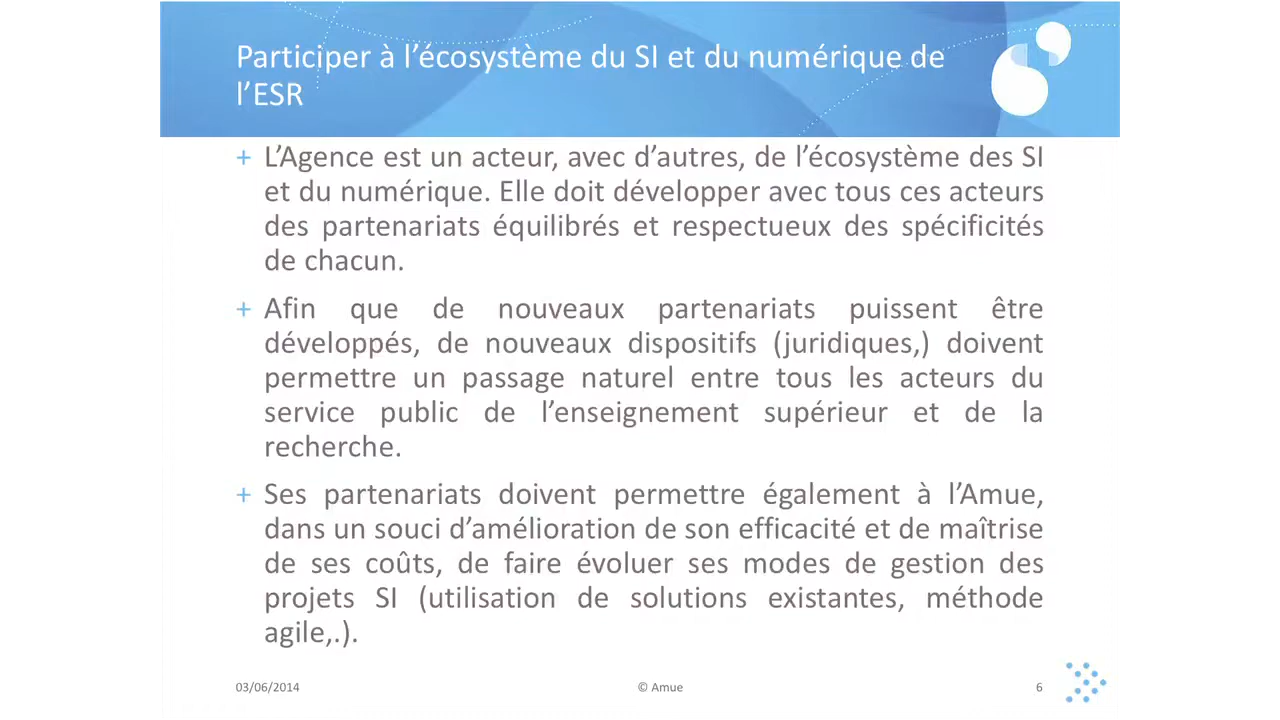 Participer à l’écosystème du SI et du numérique de
l’ESR
+ L’Agence est un acteur, avec d’autres, de l’écosystème des SI
et du numérique. Elle doit développer avec tous ces acteurs
des partenariats équilibrés et respectueux des spécificités
de chacun.
+ Afin que de nouveaux partenariats puissent être
développés, de nouveaux dispositifs (juridiques,) doivent
permettre un passage naturel entre tous les acteurs du
service public de l’enseignement supérieur et de la
recherche.
+ Ses partenariats doivent permettre également à l’Amue,
dans un souci d’amélioration de son efficacité et de maîtrise
de ses coûts, de faire évoluer ses modes de gestion des
projets SI (utilisation de solutions existantes, méthode
agile,.).
03/06/2014 © Amue 6